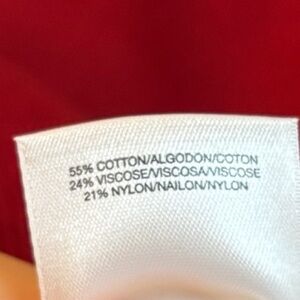 55% COTTON/ALGODON/COTON
24% VISCOSE/VISCOSA/VISCOSE
21% NYLON/NAILON/NYLON